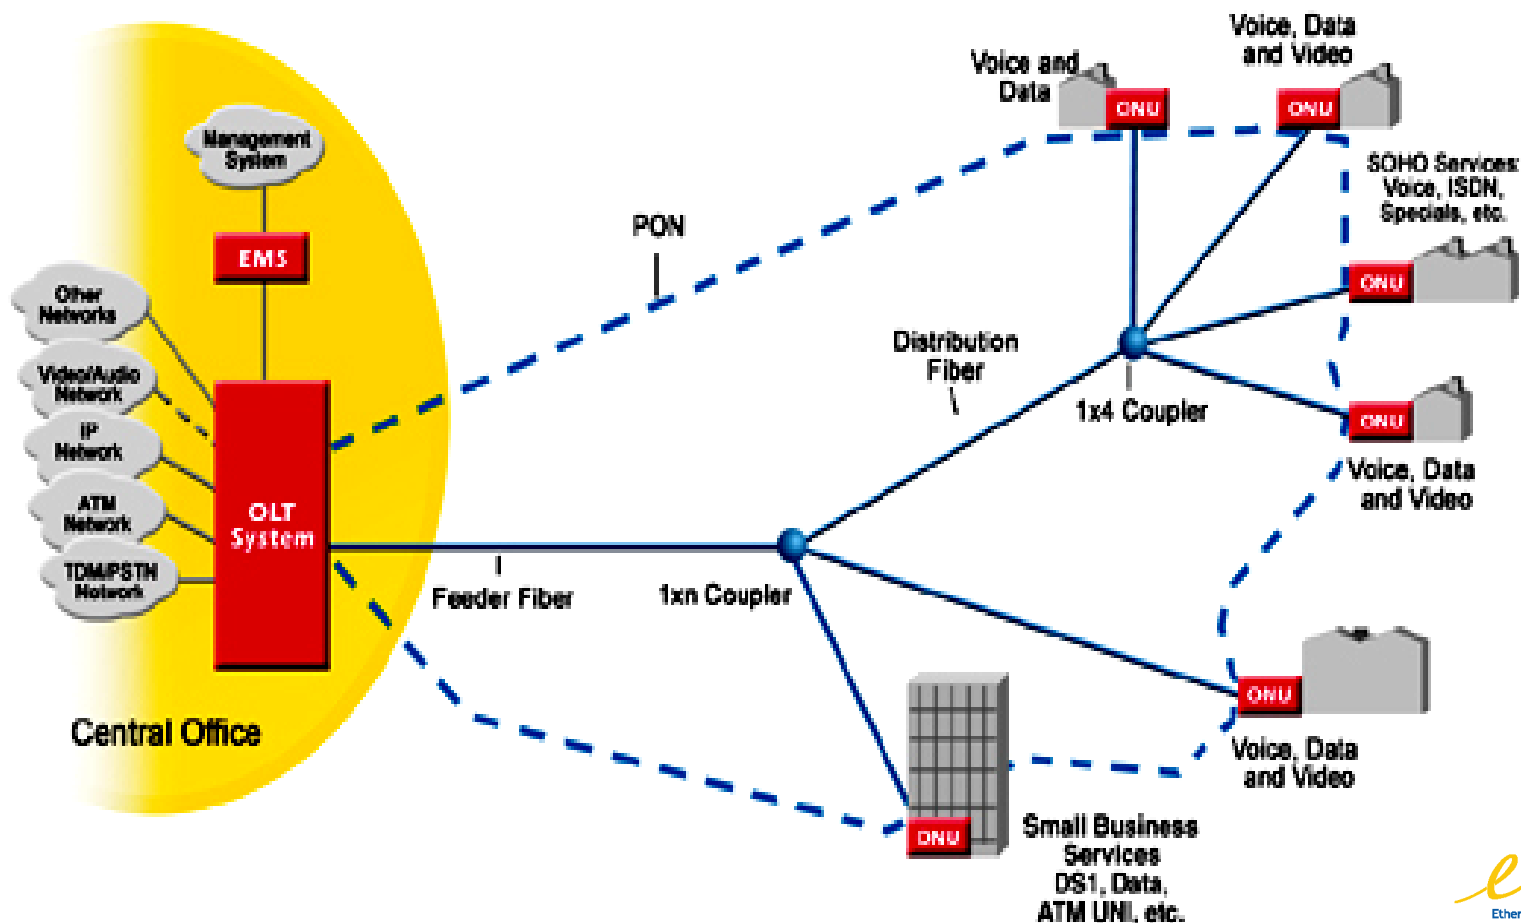 Voice, Data
and Video
Voice and
Data
ONU
ONU
Management
System
SOHO Services:
Voice, ISDN,
Specials, etc.
PON
EMS
ONU
Other
Networks
Distribution
Fiber
Video/Audio
Network
1x4 Coupler
ONU
IP
Network
Voice, Data
and Video
ATM
Network
OLT
System
TDM/PSTN
Network
Feeder Fiber
1xn Coupler
ONU
Central Office
Voice, Data
and Video
ONU
Small Business
Services
DS1, Data,
ATM UNI, etc.
e
Ether